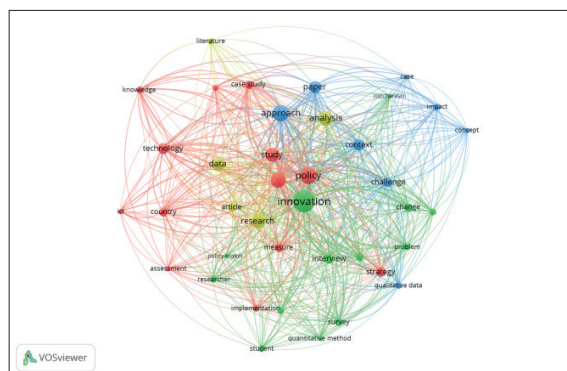 literature
case study
knowledge
paper
case
mechanism
impact
concept
approach
analysis
technology
study
context
data
policy
challenge
innovation
ict
country
article
research
change
measure
interview
problem
policy maker
researcher
assessment
strategy
qualitative data
implementation
survey
quantitative method
student
VOSviewer